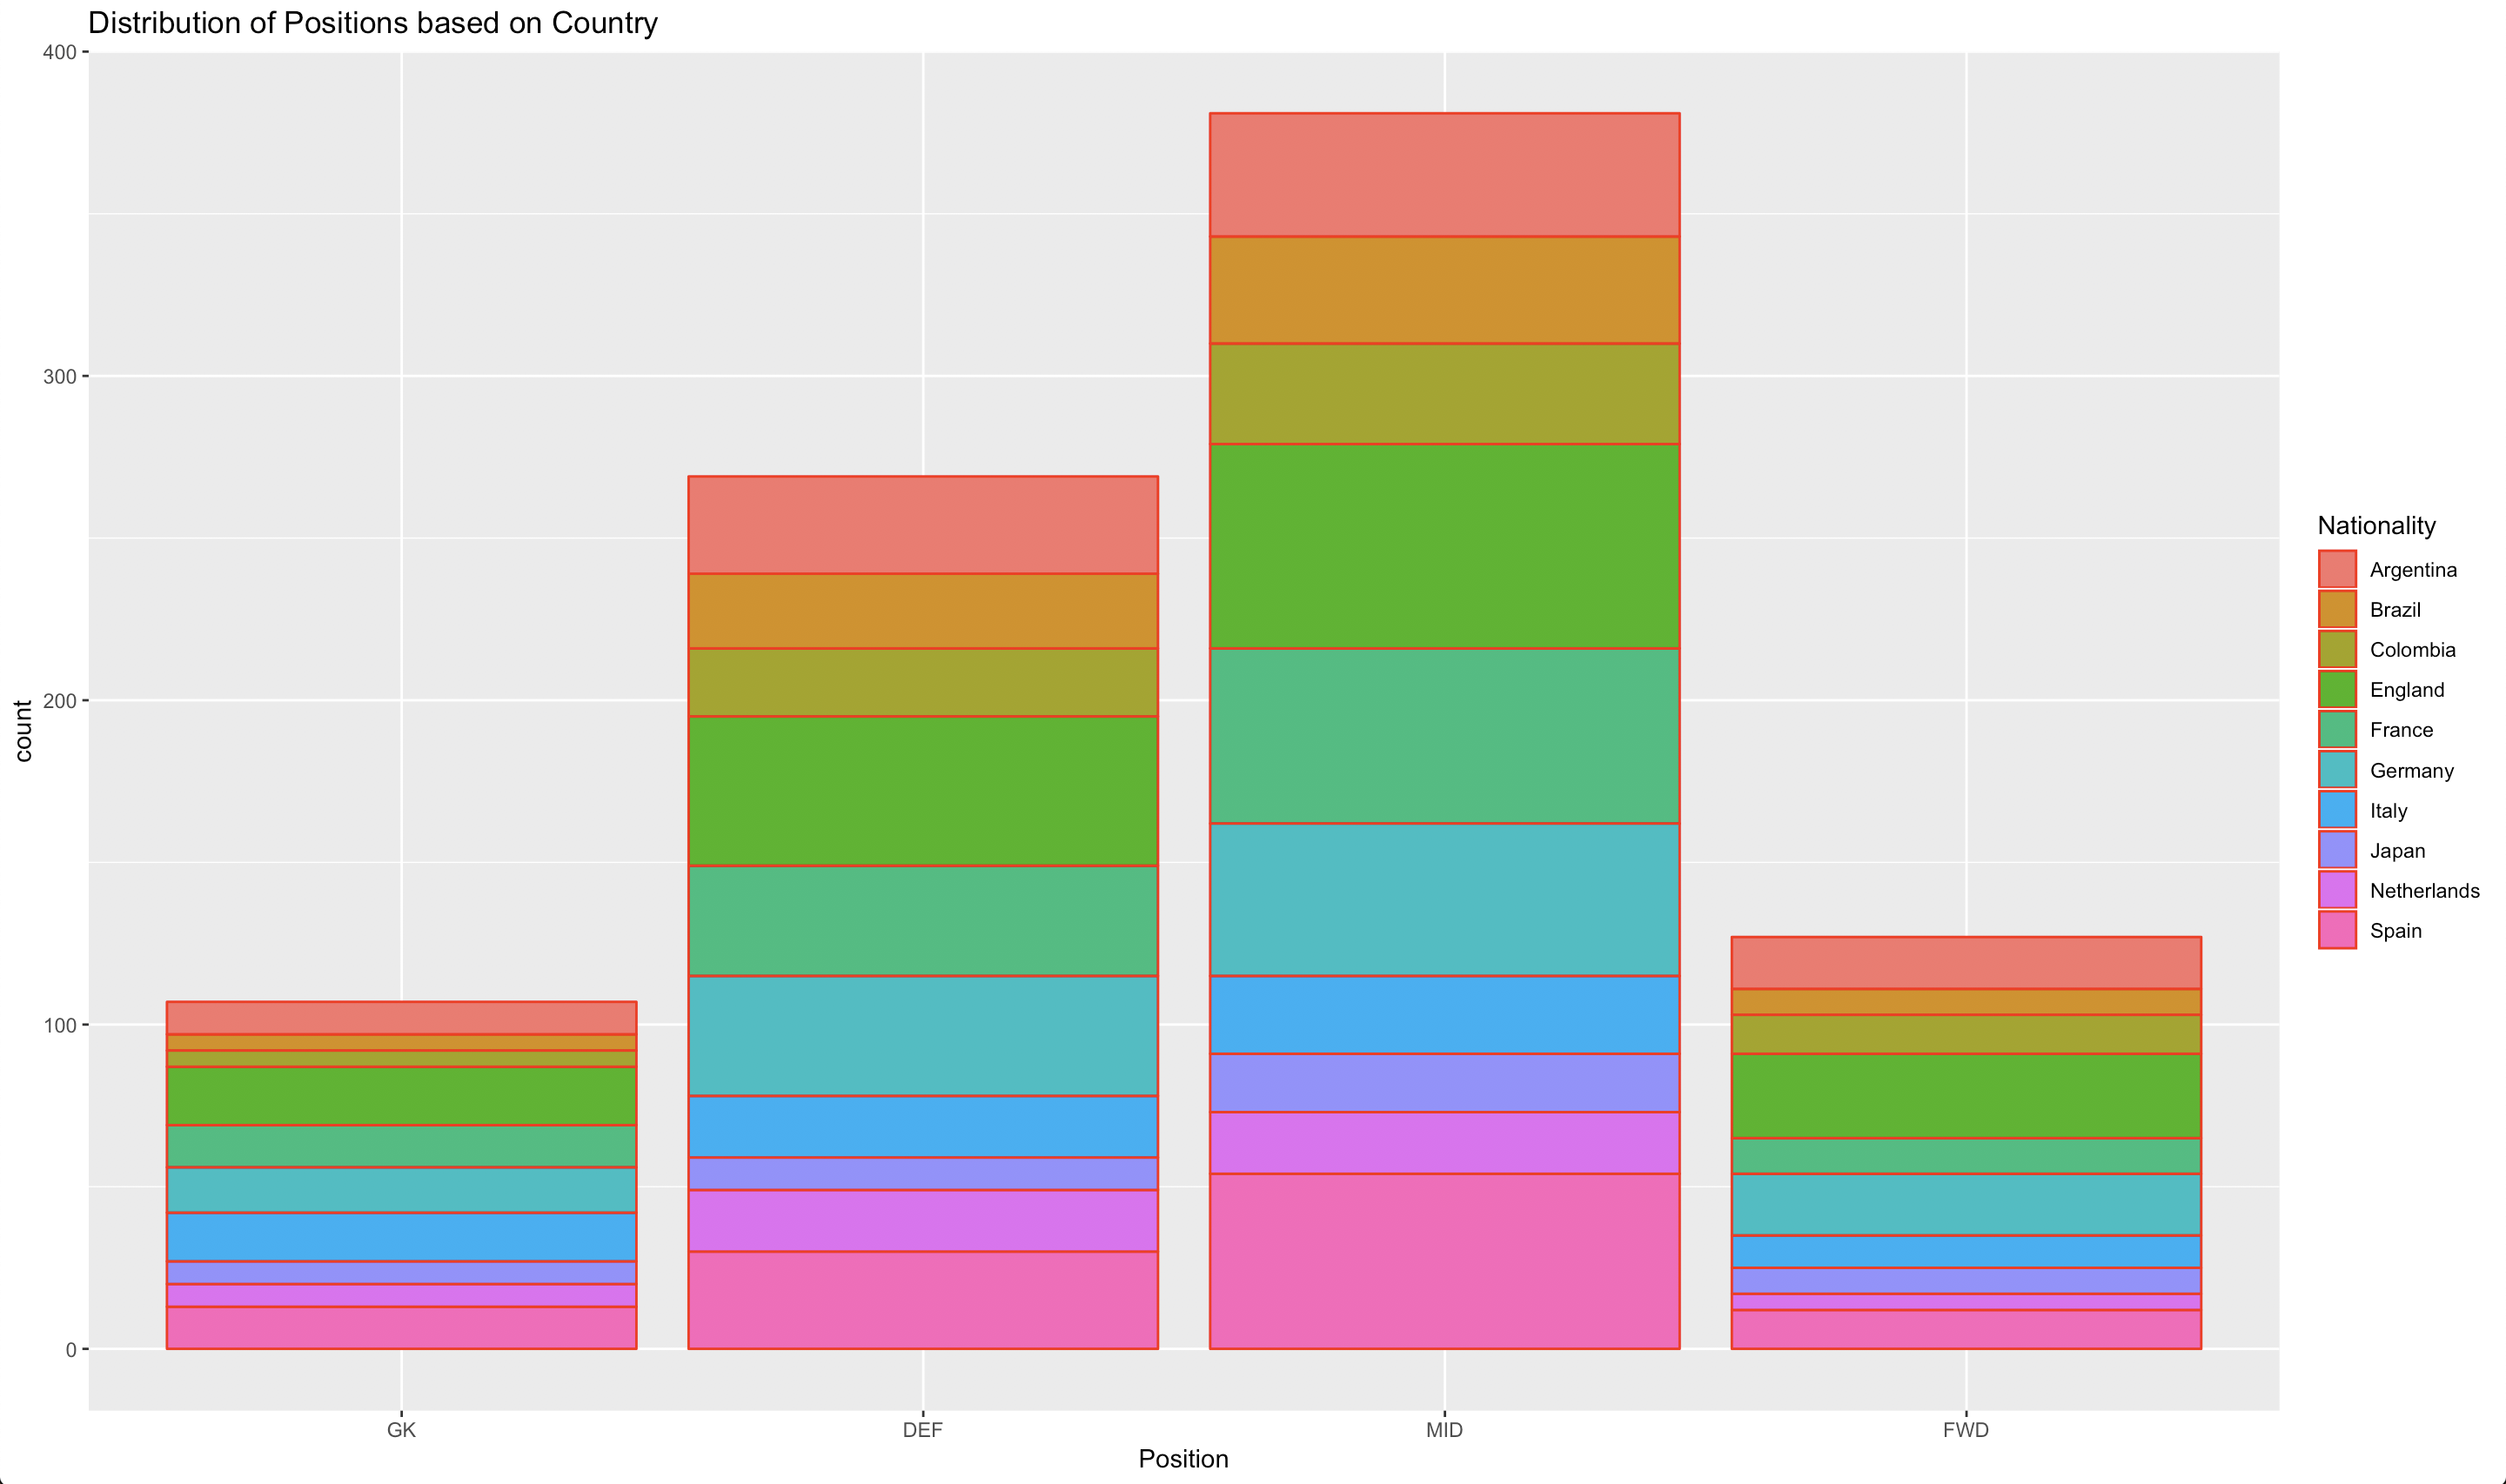 Distribution of Positions based on Country
400
300
200
100
0
count
GK
DEF
MID
FWD
Position
Nationality
Argentina
Brazil
Colombia
England
France
Germany
Italy
Japan
Netherlands
Spain